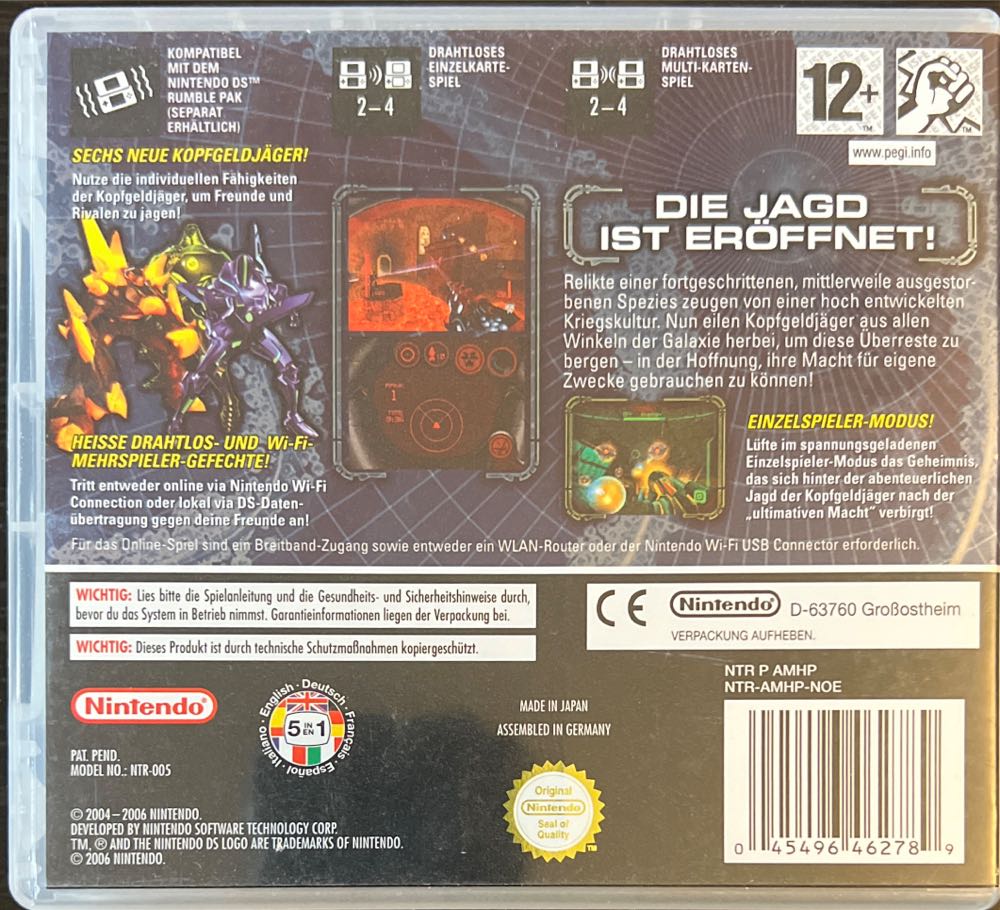 KOMPATIBEL
MIT DEM
NINTENDO DS™
RUMBLE PAK
(SEPARAT
ERHÄLTLICH)
DRAHTLOSES
EINZELKARTE-
SPIEL
2–4
DRAHTLOSES
MULTI-KARTEN-
SPIEL
2–4
12+
™
™
www.pegi.info
SECHS NEUE KOPFGELDJÄGER!
Nutze die individuellen Fähigkeiten
der Kopfgeldjäger, um Freunde und
Rivalen zu jagen!
HEISSE DRAHTLOS- UND Wi-Fi-
MEHRSPIELER-GEFECHTE!
Tritt entweder online via Nintendo Wi-Fi
Connection oder lokal via DS-Daten-
übertragung gegen deine Freunde an!
DIE JAGD
IST ERÖFFNET!
Relikte einer fortgeschrittenen, mittlerweile ausgestor-
benen Spezies zeugen von einer hoch entwickelten
Kriegskultur. Nun eilen Kopfgeldjäger aus allen
Winkeln der Galaxie herbei, um diese Überreste zu
bergen – in der Hoffnung, ihre Macht für eigene
Zwecke gebrauchen zu können!
EINZELSPIELER-MODUS!
Lüfte im spannungsgeladenen
Einzelspieler-Modus das Geheimnis,
das sich hinter der abenteuerlichen
Jagd der Kopfgeldjäger nach der
„ultimativen Macht“ verbirgt!
Für das Online-Spiel sind ein Breitband-Zugang sowie entweder ein WLAN-Router oder der Nintendo Wi-Fi USB Connector erforderlich.
WICHTIG: Lies bitte die Spielanleitung und die Gesundheits- und Sicherheitshinweise durch,
bevor du das System in Betrieb nimmst. Garantieinformationen liegen der Verpackung bei.
WICHTIG: Dieses Produkt ist durch technische Schutzmaßnahmen kopiergeschützt.
CE Nintendo D-63760 Großostheim
VERPACKUNG AUFHEBEN.
NTR P AMHP
NTR-AMHP-NOE
Nintendo®
English · Deutsch · Français · Español · Italiano
5 IN EN 1
MADE IN JAPAN
ASSEMBLED IN GERMANY
PAT. PEND.
MODEL NO.: NTR-005
Original
Nintendo
Seal of
Quality
™
© 2004–2006 NINTENDO.
DEVELOPED BY NINTENDO SOFTWARE TECHNOLOGY CORP.
TM, ® AND THE NINTENDO DS LOGO ARE TRADEMARKS OF NINTENDO.
© 2006 NINTENDO.
0 45496 46278 9